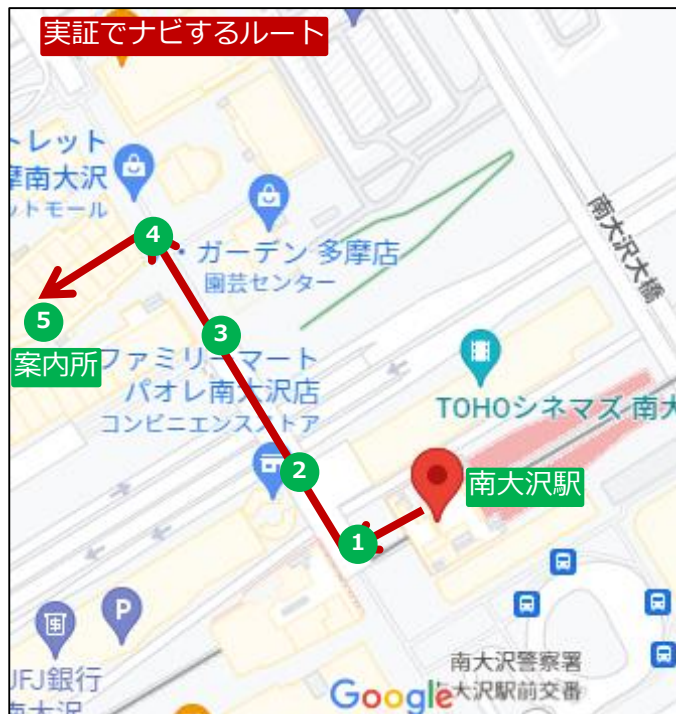 実証でナビするルート
トレット
摩南大沢
ットモール
4
ガーデン 多摩店
園芸センター
南大沢大橋
5
案内所
3
ファミリーマート
パオレ南大沢店
コンビニエンスストア
TOHOシネマズ 南大
2
南大沢駅
1
P
UFJ銀行
南大沢
南大沢警察署
大沢駅前交番
Google